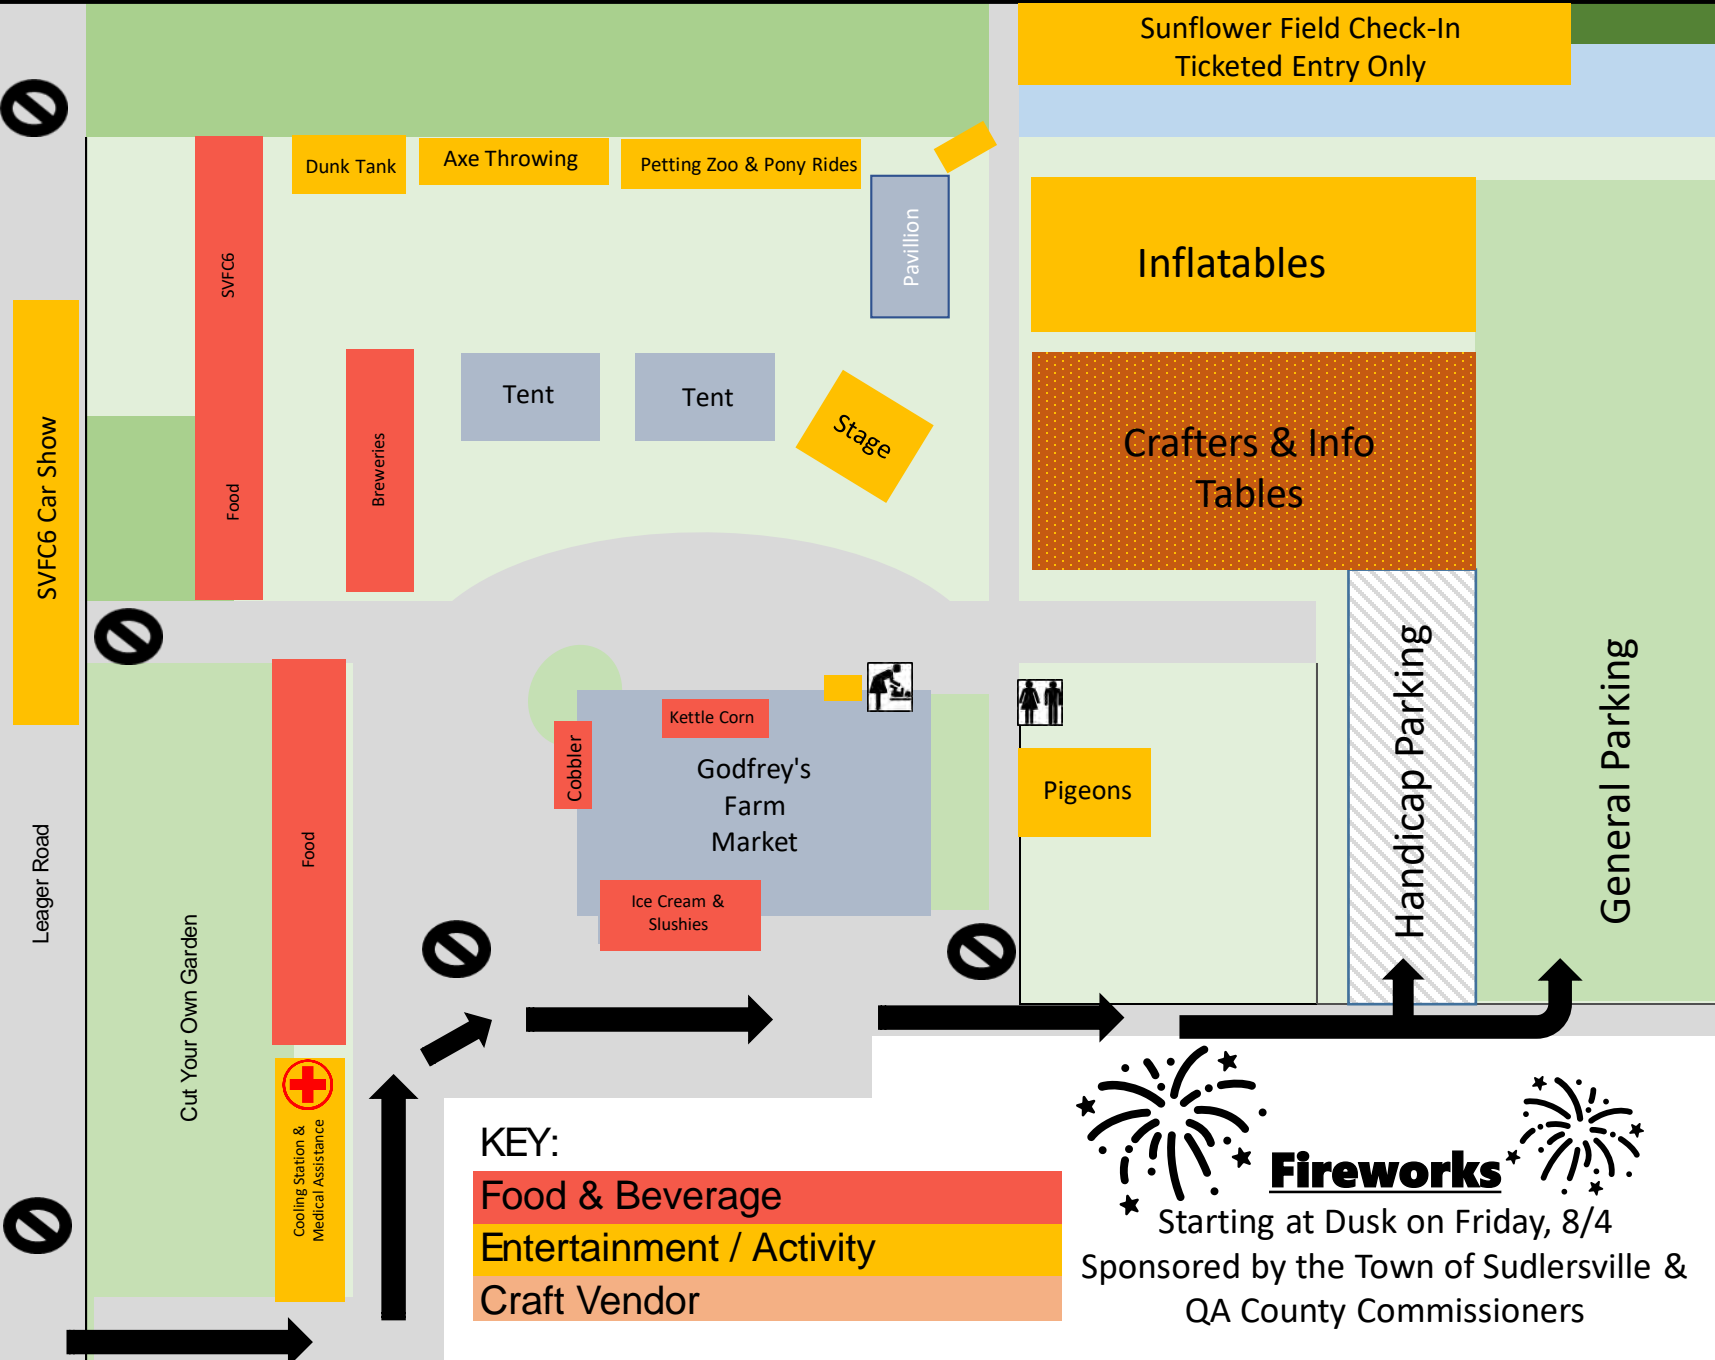 Sunflower Field Check-In
Ticketed Entry Only
Dunk Tank
Axe Throwing
Petting Zoo & Pony Rides
Pavillion
Inflatables
SVFC6
Food
Breweries
Tent
Tent
Stage
Crafters & Info
Tables
SVFC6 Car Show
Kettle Corn
Cobbler
Godfrey's
Farm
Market
Ice Cream &
Slushies
Pigeons
Handicap Parking
General Parking
Leager Road
Food
Cut Your Own Garden
Cooling Station &
Medical Assistance
KEY:
Food & Beverage
Entertainment / Activity
Craft Vendor
Fireworks
Starting at Dusk on Friday, 8/4
Sponsored by the Town of Sudlersville &
QA County Commissioners